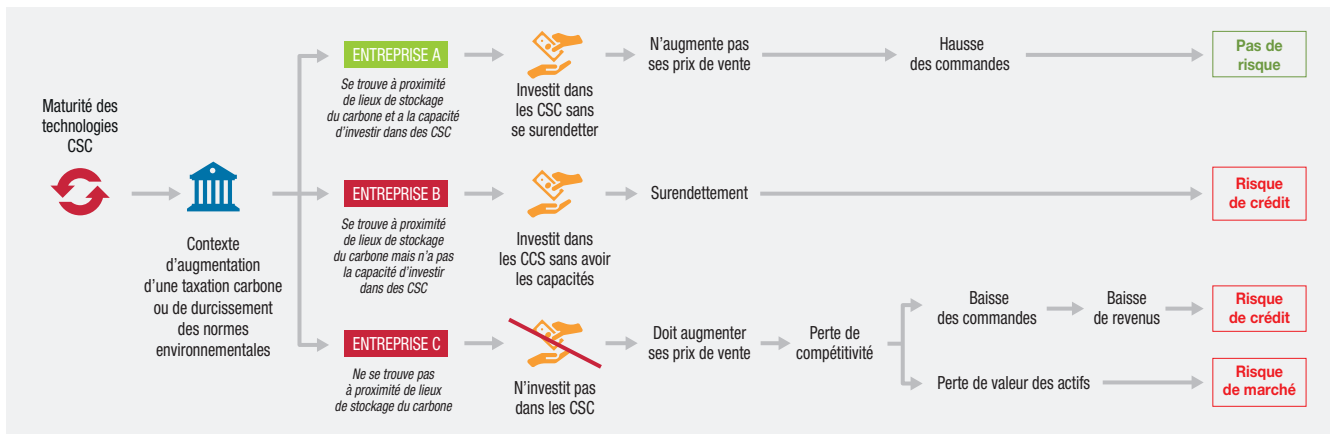 Maturité des
technologies
CSC
Contexte
d'augmentation
d'une taxation carbone
ou de durcissement
des normes
environnementales
ENTREPRISE A
Se trouve à proximité
de lieux de stockage
du carbone et a la capacité
d'investir dans des CSC
Investit dans
les CSC sans
se surendetter
N'augmente pas
ses prix de vente
Hausse
des commandes
Pas de
risque
ENTREPRISE B
Se trouve à proximité
de lieux de stockage
du carbone mais n'a pas
la capacité d'investir
dans des CSC
Investit dans
les CCS sans avoir
les capacités
Surendettement
Risque
de crédit
ENTREPRISE C
Ne se trouve pas
à proximité de lieux
de stockage du carbone
N'investit pas
dans les CSC
Doit augmenter
ses prix de vente
Perte de
compétitivité
Baisse
des commandes
Baisse
de revenus
Risque
de crédit
Perte de valeur des actifs
Risque
de marché